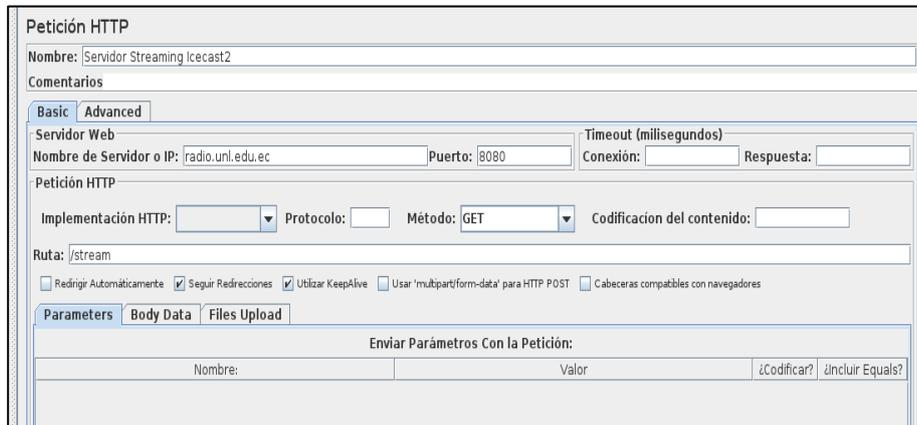 Petición HTTP
Nombre: Servidor Streaming Icecast2
Comentarios
Basic Advanced
Servidor Web Timeout (milisegundos)
Nombre de Servidor o IP: radio.unl.edu.ec Puerto: 8080 Conexión: Respuesta:
Petición HTTP
Implementación HTTP: Protocolo: Método: GET Codificacíon del contenido:
Ruta: /stream
Redirigir Automáticamente Seguir Redirecciones Utilizar KeepAlive Usar 'multipart/form-data' para HTTP POST Cabeceras compatibles con navegadores
Parameters Body Data Files Upload
Enviar Parámetros Con la Petición:
Nombre: Valor ¿Codificar? ¿Incluir Equals?